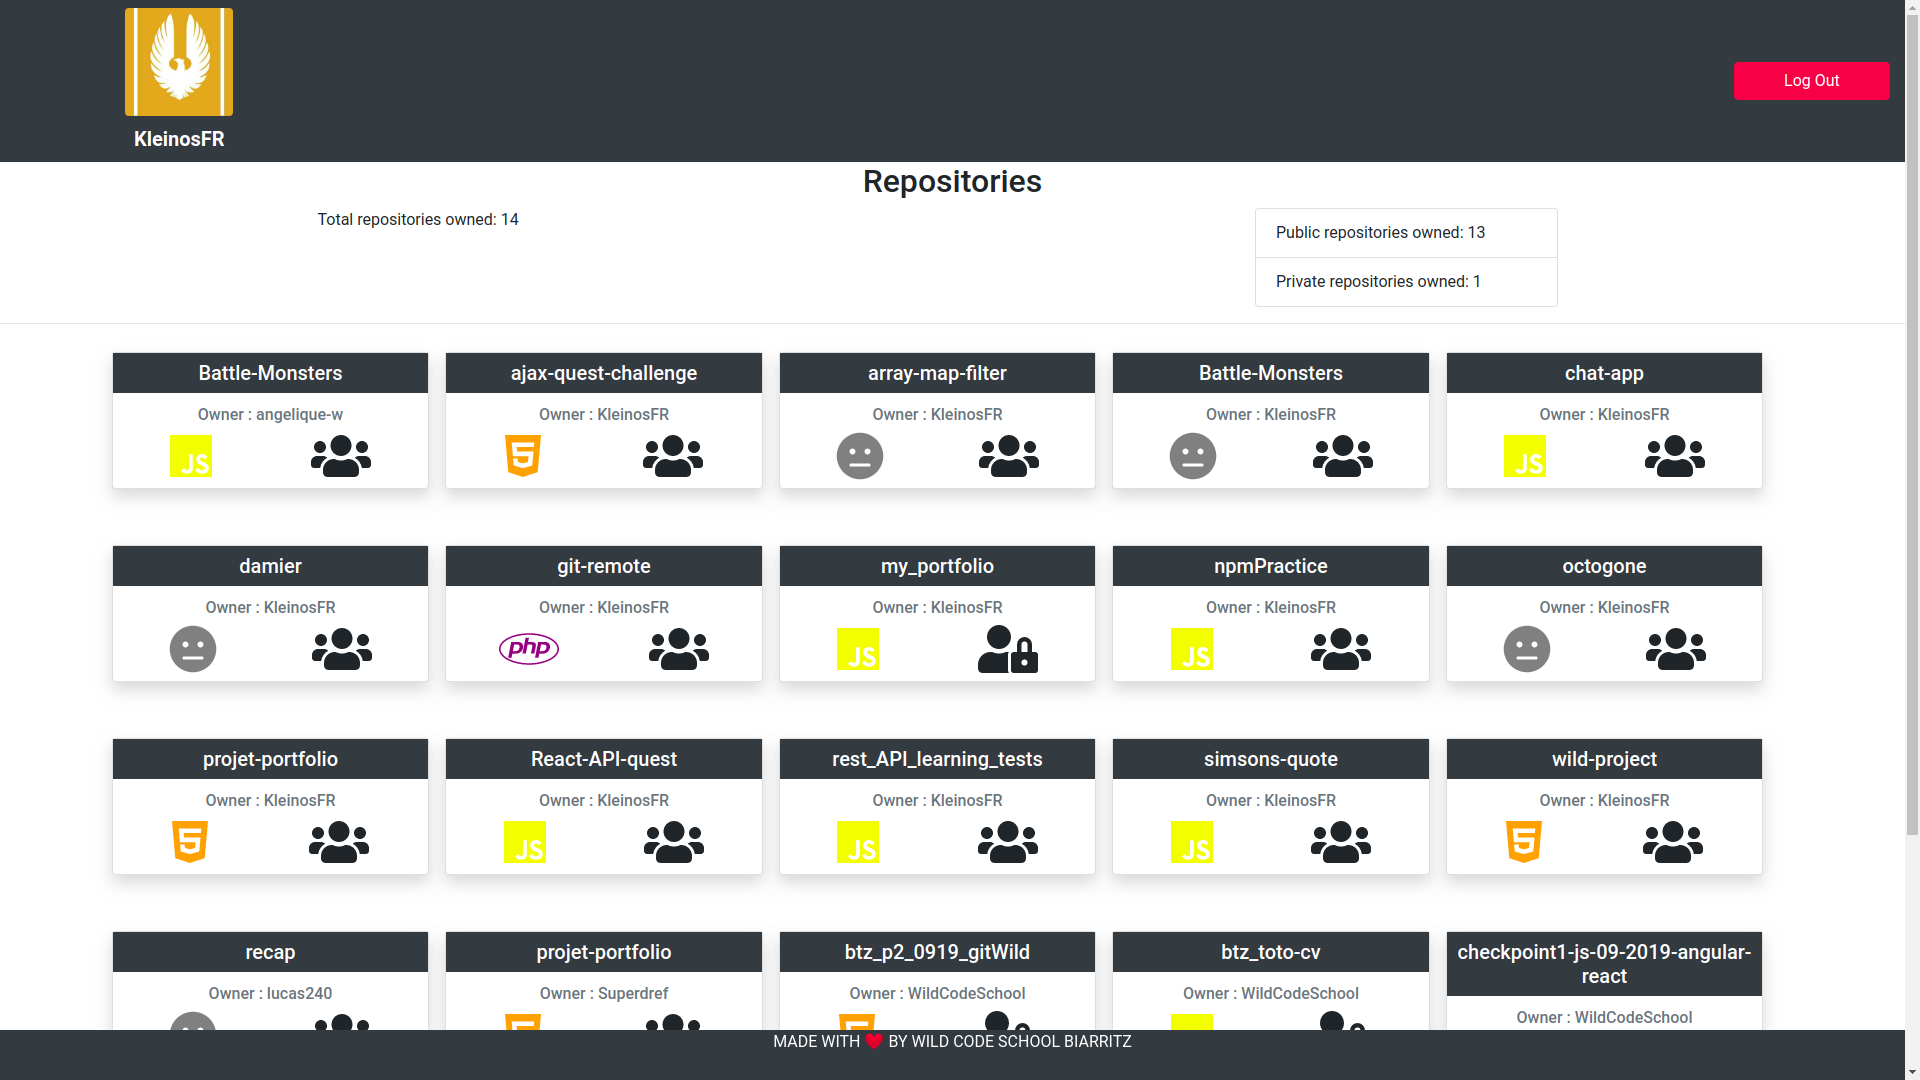 KleinosFR
Log Out
Repositories
Total repositories owned: 14
Public repositories owned: 13
Private repositories owned: 1
Battle-Monsters
Owner : angelique-w
JS
ajax-quest-challenge
Owner : KleinosFR
5
array-map-filter
Owner : KleinosFR
Battle-Monsters
Owner : KleinosFR
chat-app
Owner : KleinosFR
JS
damier
Owner : KleinosFR
git-remote
Owner : KleinosFR
php
my_portfolio
Owner : KleinosFR
JS
npmPractice
Owner : KleinosFR
JS
octogone
Owner : KleinosFR
projet-portfolio
Owner : KleinosFR
5
React-API-quest
Owner : KleinosFR
JS
rest_API_learning_tests
Owner : KleinosFR
JS
simsons-quote
Owner : KleinosFR
JS
wild-project
Owner : KleinosFR
5
recap
Owner : lucas240
projet-portfolio
Owner : Superdref
btz_p2_0919_gitWild
Owner : WildCodeSchool
btz_toto-cv
Owner : WildCodeSchool
checkpoint1-js-09-2019-angular-
react
Owner : WildCodeSchool
MADE WITH ❤️ BY WILD CODE SCHOOL BIARRITZ